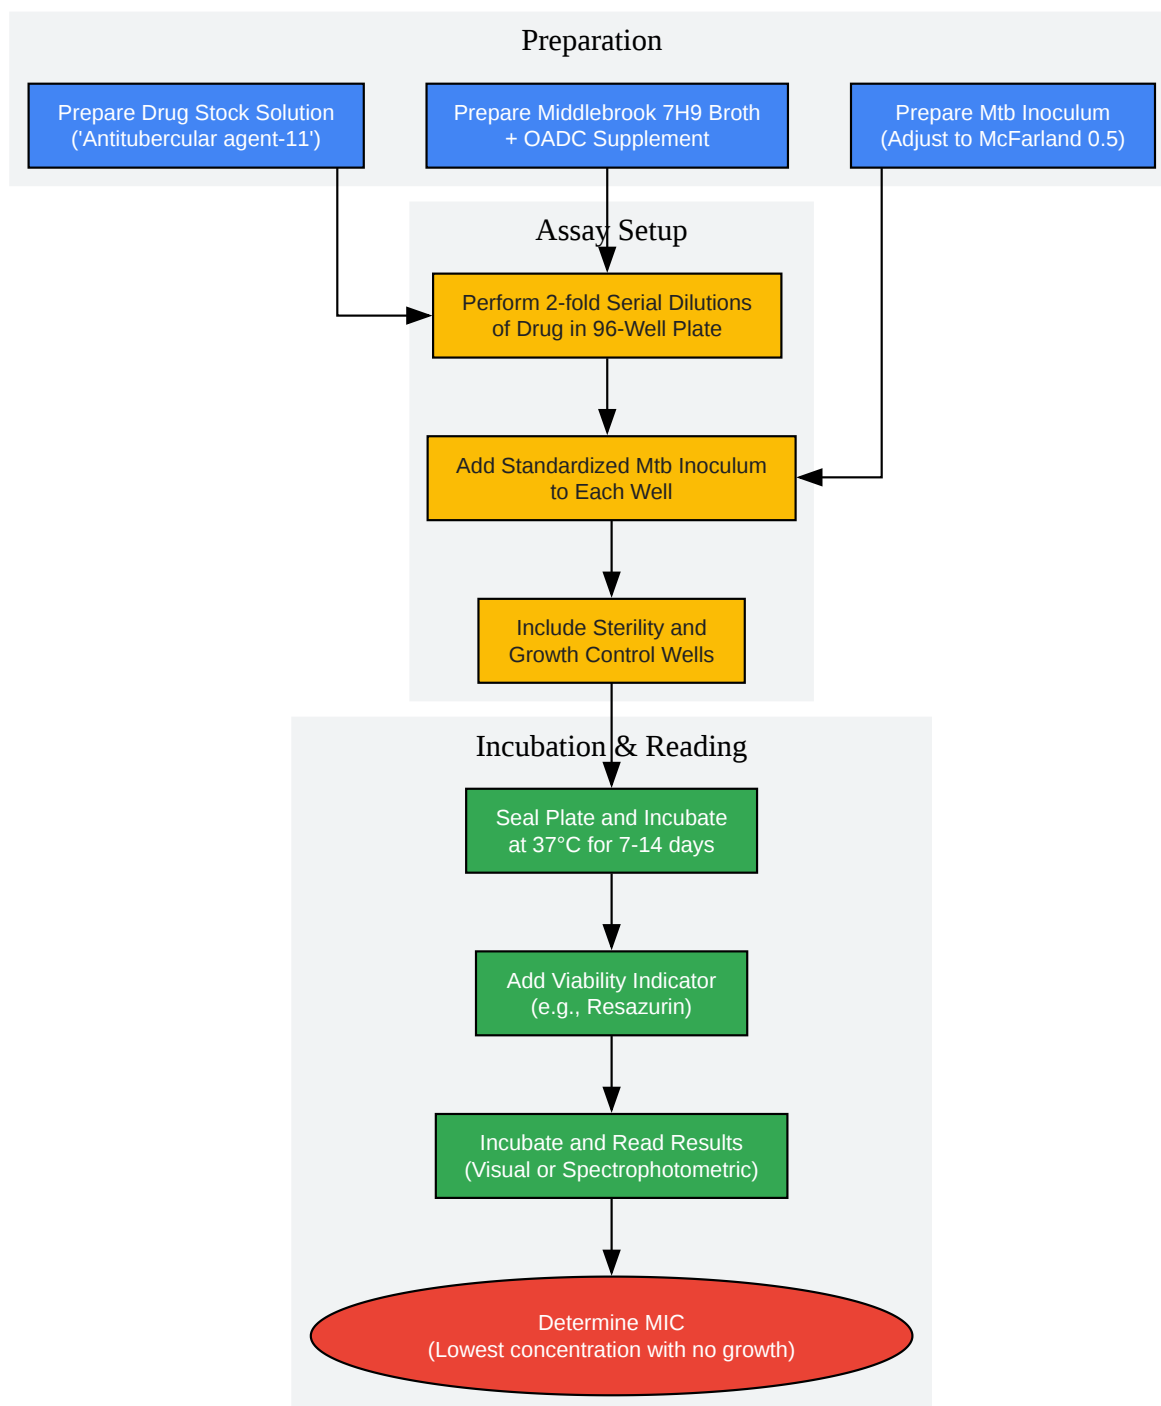 Preparation
Prepare Drug Stock Solution
('Antitubercular agent-11')
Prepare Middlebrook 7H9 Broth
+ OADC Supplement
Prepare Mtb Inoculum
(Adjust to McFarland 0.5)
Assay Setup
Perform 2-fold Serial Dilutions
of Drug in 96-Well Plate
Add Standardized Mtb Inoculum
to Each Well
Include Sterility and
Growth Control Wells
Incubation & Reading
Seal Plate and Incubate
at 37°C for 7-14 days
Add Viability Indicator
(e.g., Resazurin)
Incubate and Read Results
(Visual or Spectrophotometric)
Determine MIC
(Lowest concentration with no growth)